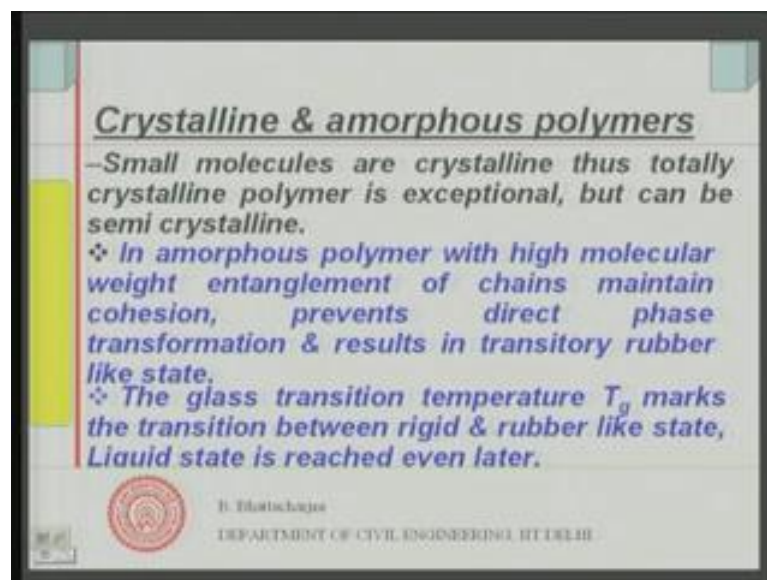 Crystalline & amorphous polymers
–Small molecules are crystalline thus totally
crystalline polymer is exceptional, but can be
semi crystalline.
❖ In amorphous polymer with high molecular
weight entanglement of chains maintain
cohesion, prevents direct phase
transformation & results in transitory rubber
like state.
❖ The glass transition temperature Tg marks
the transition between rigid & rubber like state,
Liquid state is reached even later.
B. Bhattacharjee
DEPARTMENT OF CIVIL ENGINEERING, IIT DELHI